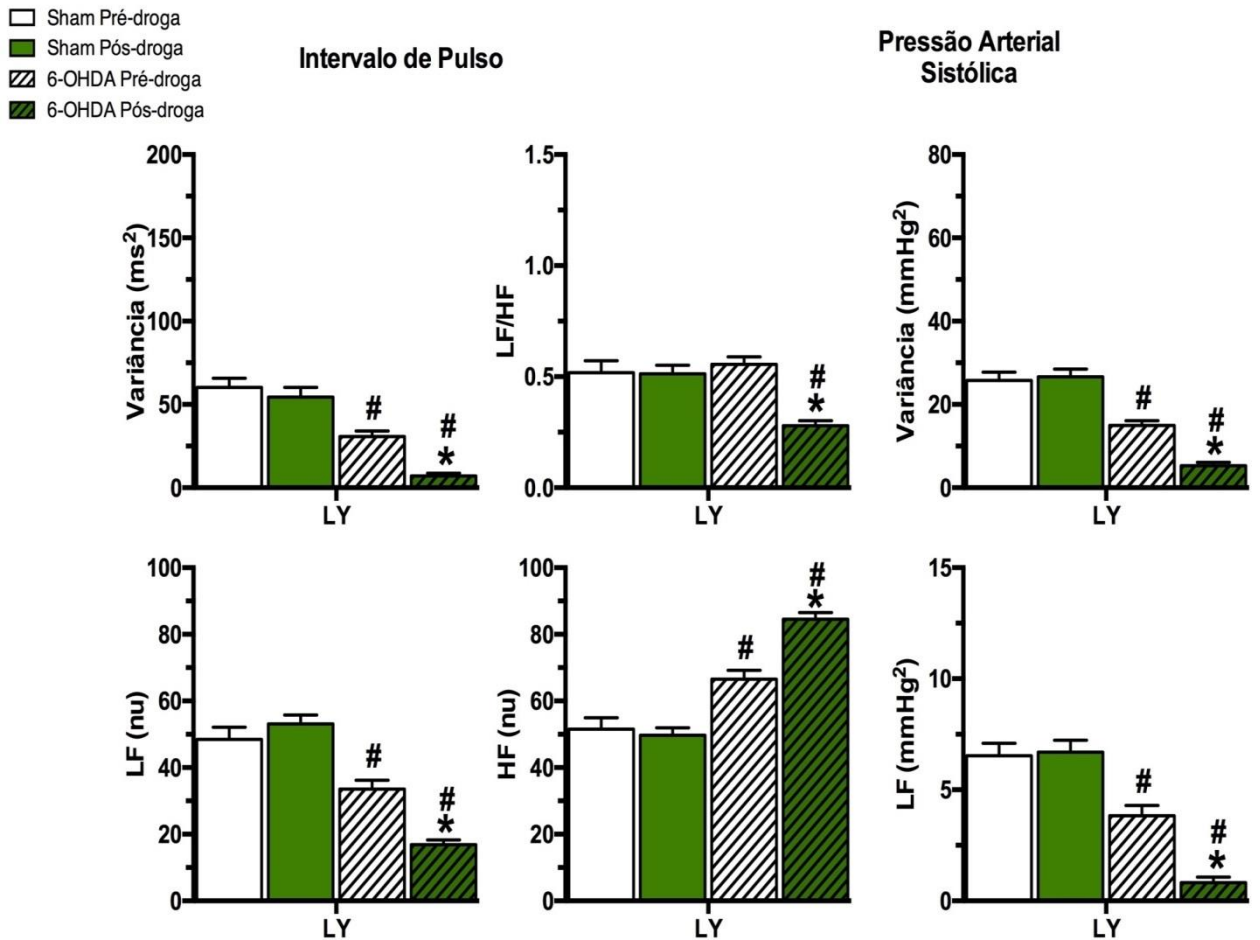 Sham Pré-droga
Sham Pós-droga
6-OHDA Pré-droga
6-OHDA Pós-droga
Intervalo de Pulso
Pressão Arterial
Sistólica
Variância (ms²)
200
150
100
50
0
#
#
*
LY
LF/HF
1.5
1.0
0.5
0.0
#
*
LY
Variância (mmHg²)
80
60
40
20
0
#
#
*
LY
LF (nu)
100
80
60
40
20
0
#
#
*
LY
HF (nu)
100
80
60
40
20
0
#
#
*
LY
LF (mmHg²)
15
10
5
0
#
#
*
LY